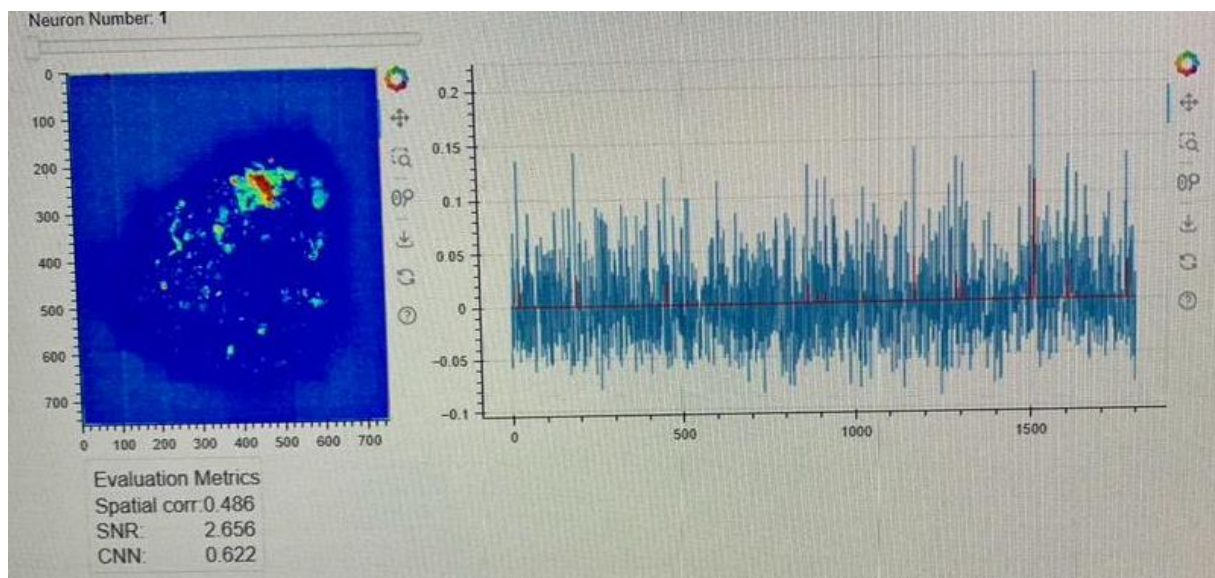 Neuron Number: 1
0
100
200
300
400
500
600
700
0 100 200 300 400 500 600 700
0.2
0.15
0.1
0.05
0
−0.05
−0.1
0 500 1000 1500
Evaluation Metrics
Spatial corr:0.486
SNR: 2.656
CNN: 0.622